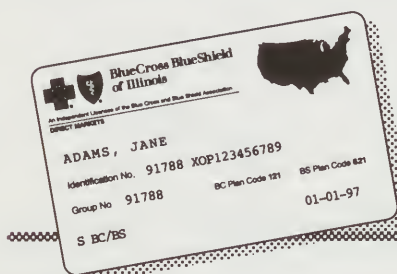 BlueCross BlueShield
of Illinois
An Independent Licensee of the Blue Cross and Blue Shield Association
DIRECT MARKETS
ADAMS, JANE
Identification No. 91788 XOP123456789
Group No 91788 BC Plan Code 121 BS Plan Code 621
S BC/BS 01-01-97